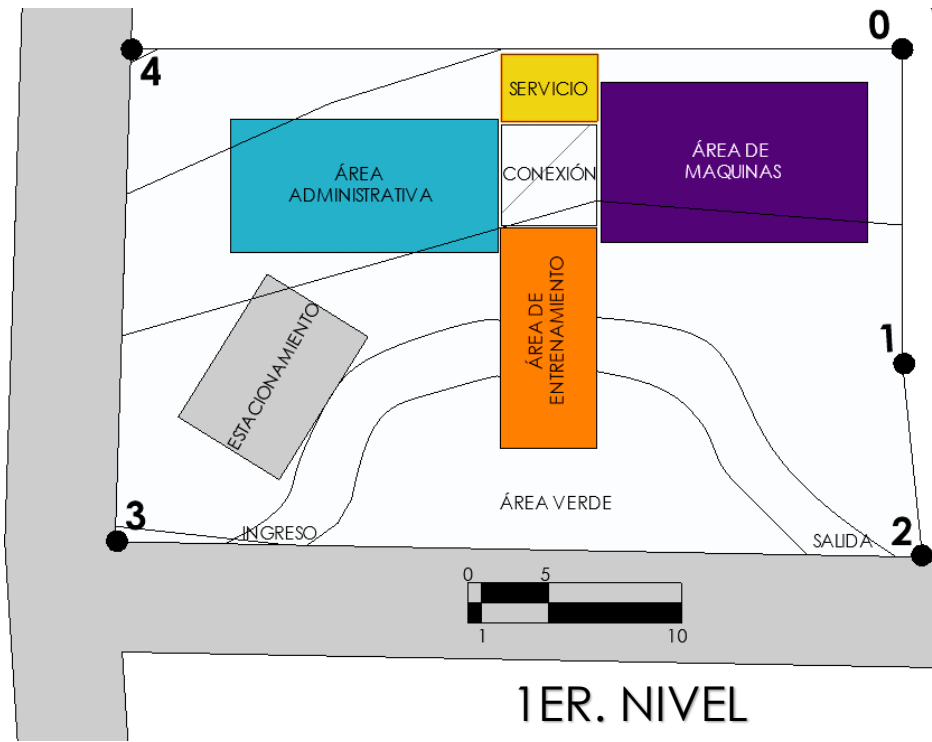 0
4
SERVICIO
ÁREA DE
MAQUINAS
ÁREA
ADMINISTRATIVA
CONEXIÓN
ÁREA DE
ENTRENAMIENTO
ESTACIONAMIENTO
1
3
INGRESO
ÁREA VERDE
SALIDA
2
0 5
1 10
1ER. NIVEL